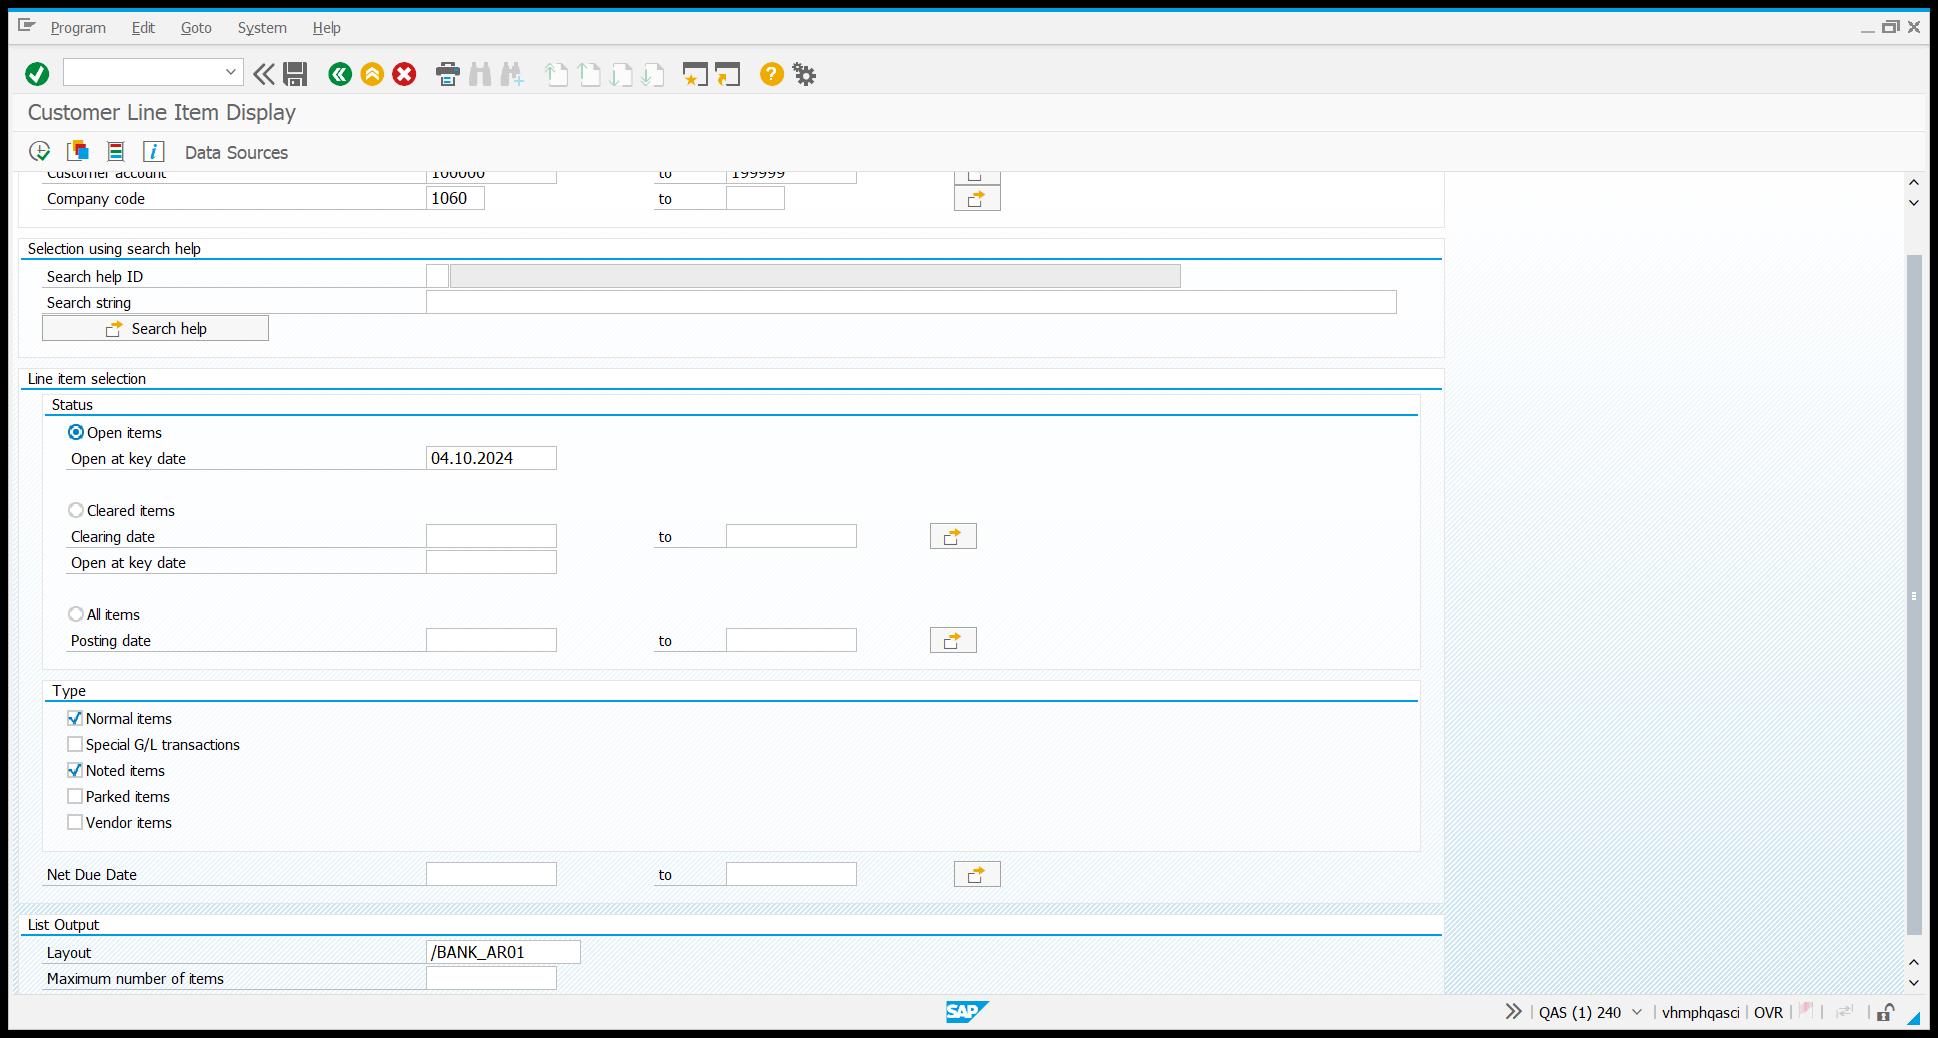 Program Edit Goto System Help
Customer Line Item Display
Data Sources
Customer account 100000 to 199999
Company code 1060 to
Selection using search help
Search help ID
Search string
Search help
Line item selection
Status
Open items
Open at key date 04.10.2024
Cleared items
Clearing date to
Open at key date
All items
Posting date to
Type
Normal items
Special G/L transactions
Noted items
Parked items
Vendor items
Net Due Date to
List Output
Layout /BANK_AR01
Maximum number of items
SAP QAS (1) 240 vhmphqasci OVR